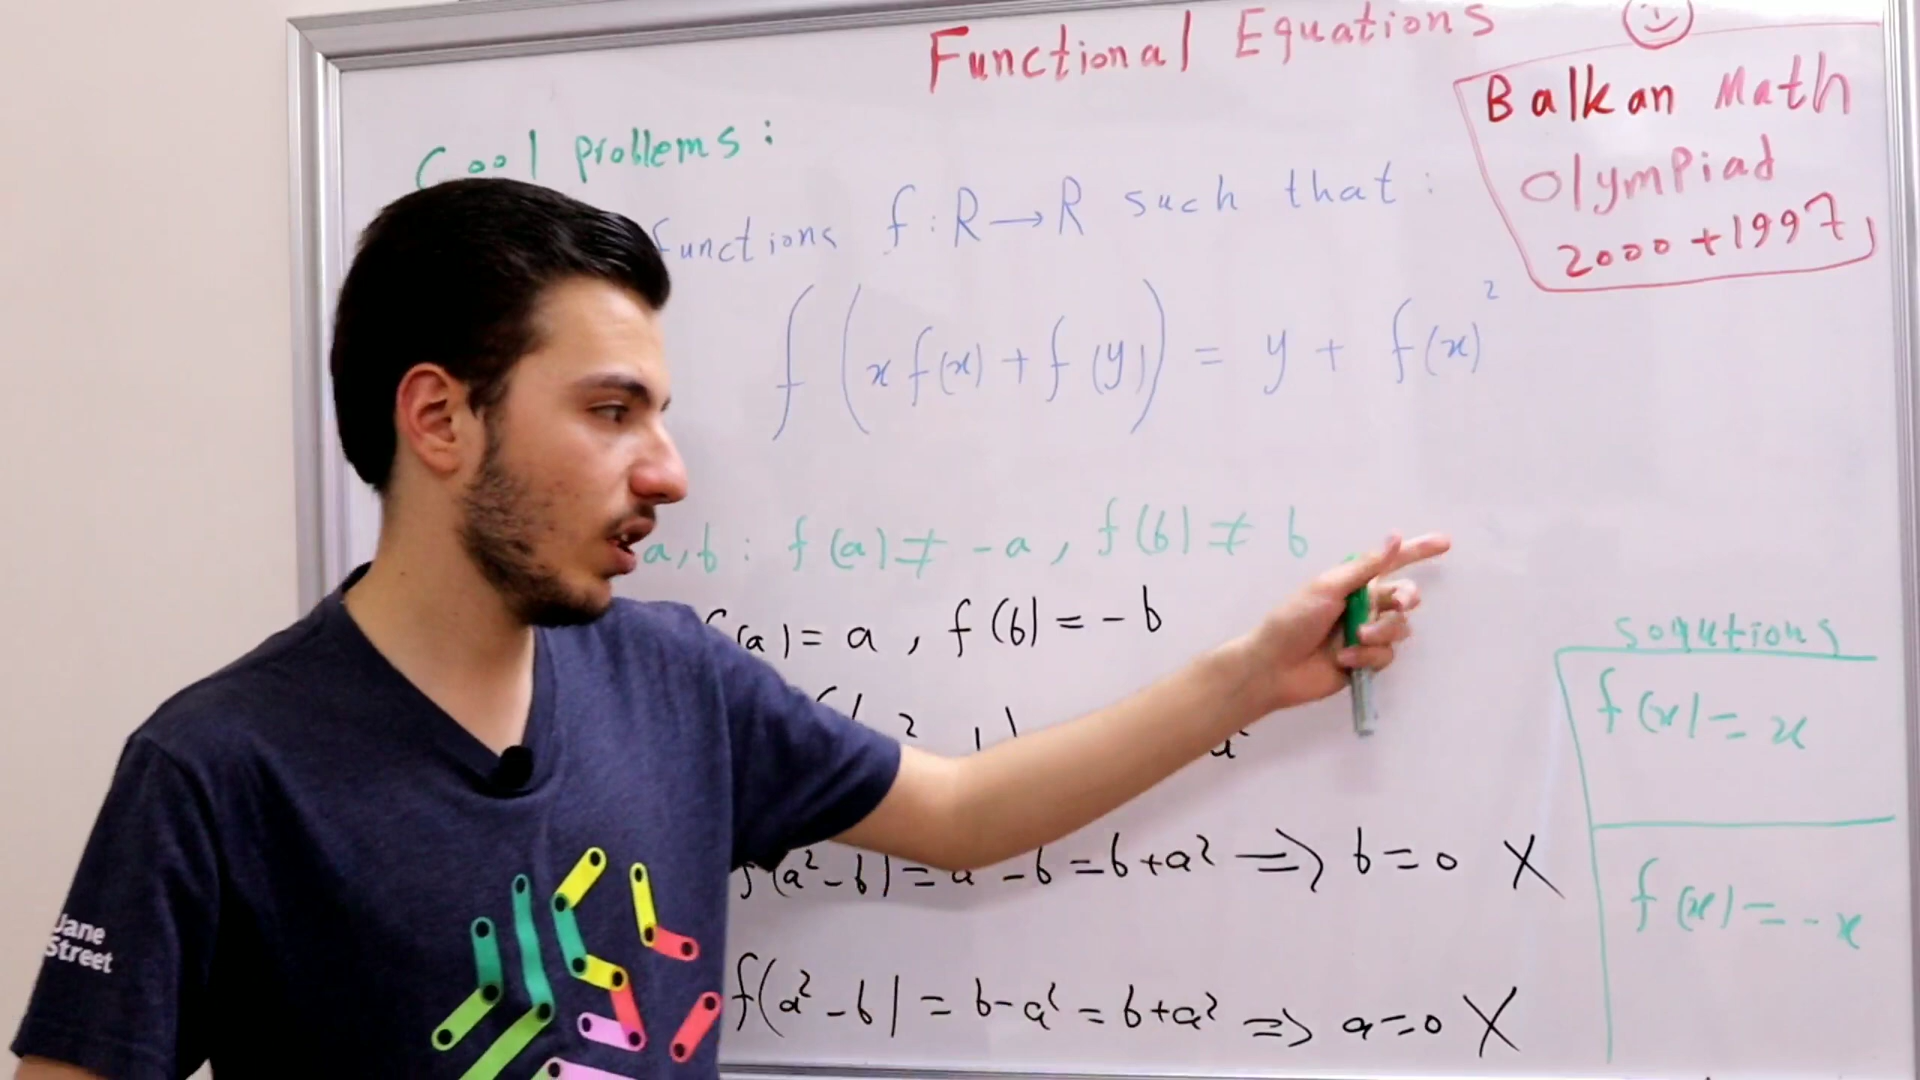 Functional Equations
Balkan Math
Olympiad
2000 + 1997
Cool problems:
functions f: R → R such that:
f(x f(x) + f(y)) = y + f(x)²
a, b : f(a) ≠ -a, f(b) ≠ b
(a) = a, f(b) = -b
f(a²-b) = a²-b = b+a² => b=0 X
f(a²-b) = b-a² = b+a² => a=0 X
solutions
f(x) = x
f(x) = -x
Jane
Street